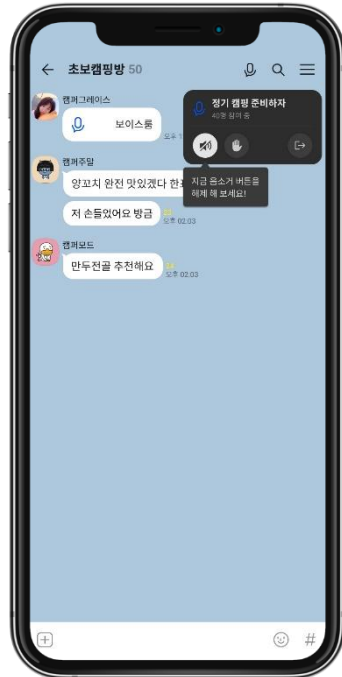 초보캠핑방 50
캠퍼그레이스
보이스룸
정기 캠핑 준비하자
40명 참여 중
지금 음소거 버튼을
해제 해 보세요!
캠퍼주말
양꼬치 완전 맛있겠다
저 손들었어요 방금
오후 02:03
캠퍼모드
만두전골 추천해요
오후 02:03
#